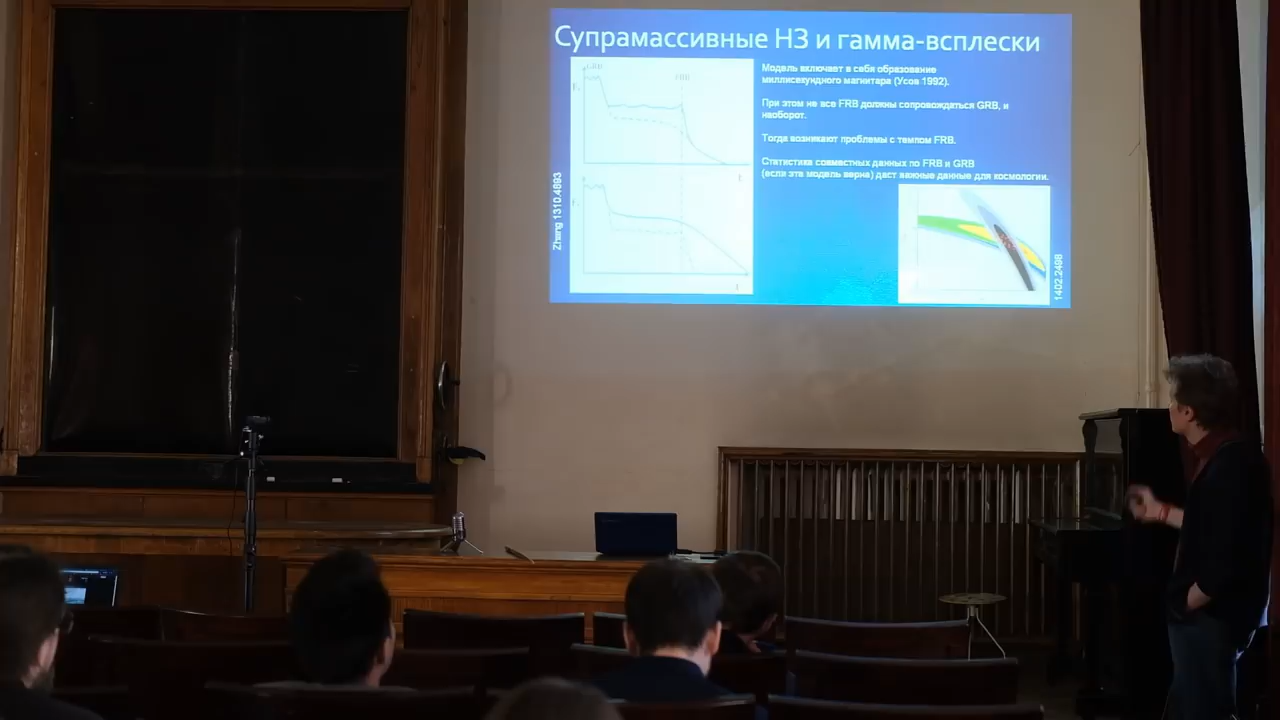 Супрамассивные НЗ и гамма-всплески
GRB
FRB
Модель включает в себя образование
миллисекундного магнитара (Усов 1992).
При этом не все FRB должны сопровождаться GRB, и
наоборот.
Тогда возникают проблемы с темпом FRB.
Статистика совместных данных по FRB и GRB
(если эта модель верна) даст важные данные для космологии.
Zhang 1310.4893
t
t
1402.2498